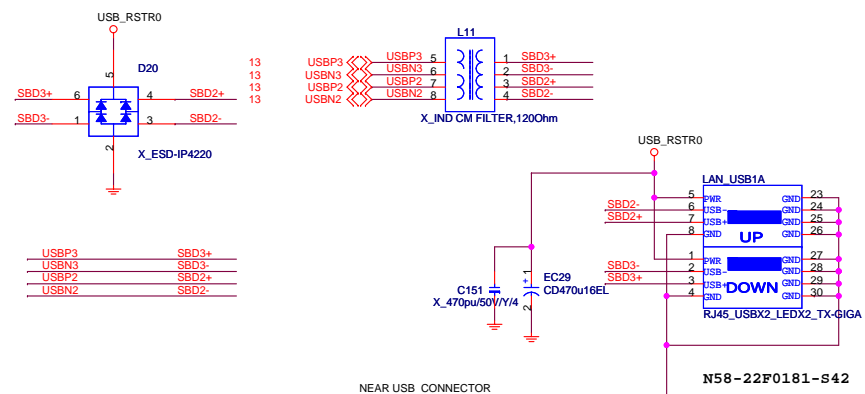 USB_RSTR0
L11
D20
5
13 USBP3 USBP3 5 1 SBD3+
13 USBN3 USBN3 6 2 SBD3-
13 USBP2 USBP2 7 3 SBD2+
13 USBN2 USBN2 8 4 SBD2-
SBD3+ 6 4 SBD2+
SBD3- 1 3 SBD2-
X_IND CM FILTER,120Ohm
2
X_ESD-IP4220
USB_RSTR0
LAN_USB1A
5 PWR GND 23
SBD2- 6 USB- GND 24
SBD2+ 7 USB+ GND 25
8 GND GND 26
UP
USBP3 SBD3+
USBN3 SBD3-
USBP2 SBD2+
USBN2 SBD2-
1 PWR GND 27
SBD3- 2 USB- GND 28
SBD3+ 3 USB+ GND 29
4 GND GND 30
DOWN
1
+
EC29
C151
CD470u16EL
X_470pu/50V/Y/4
2
RJ45_USBX2_LEDX2_TX-GIGA
N58-22F0181-S42
NEAR USB CONNECTOR